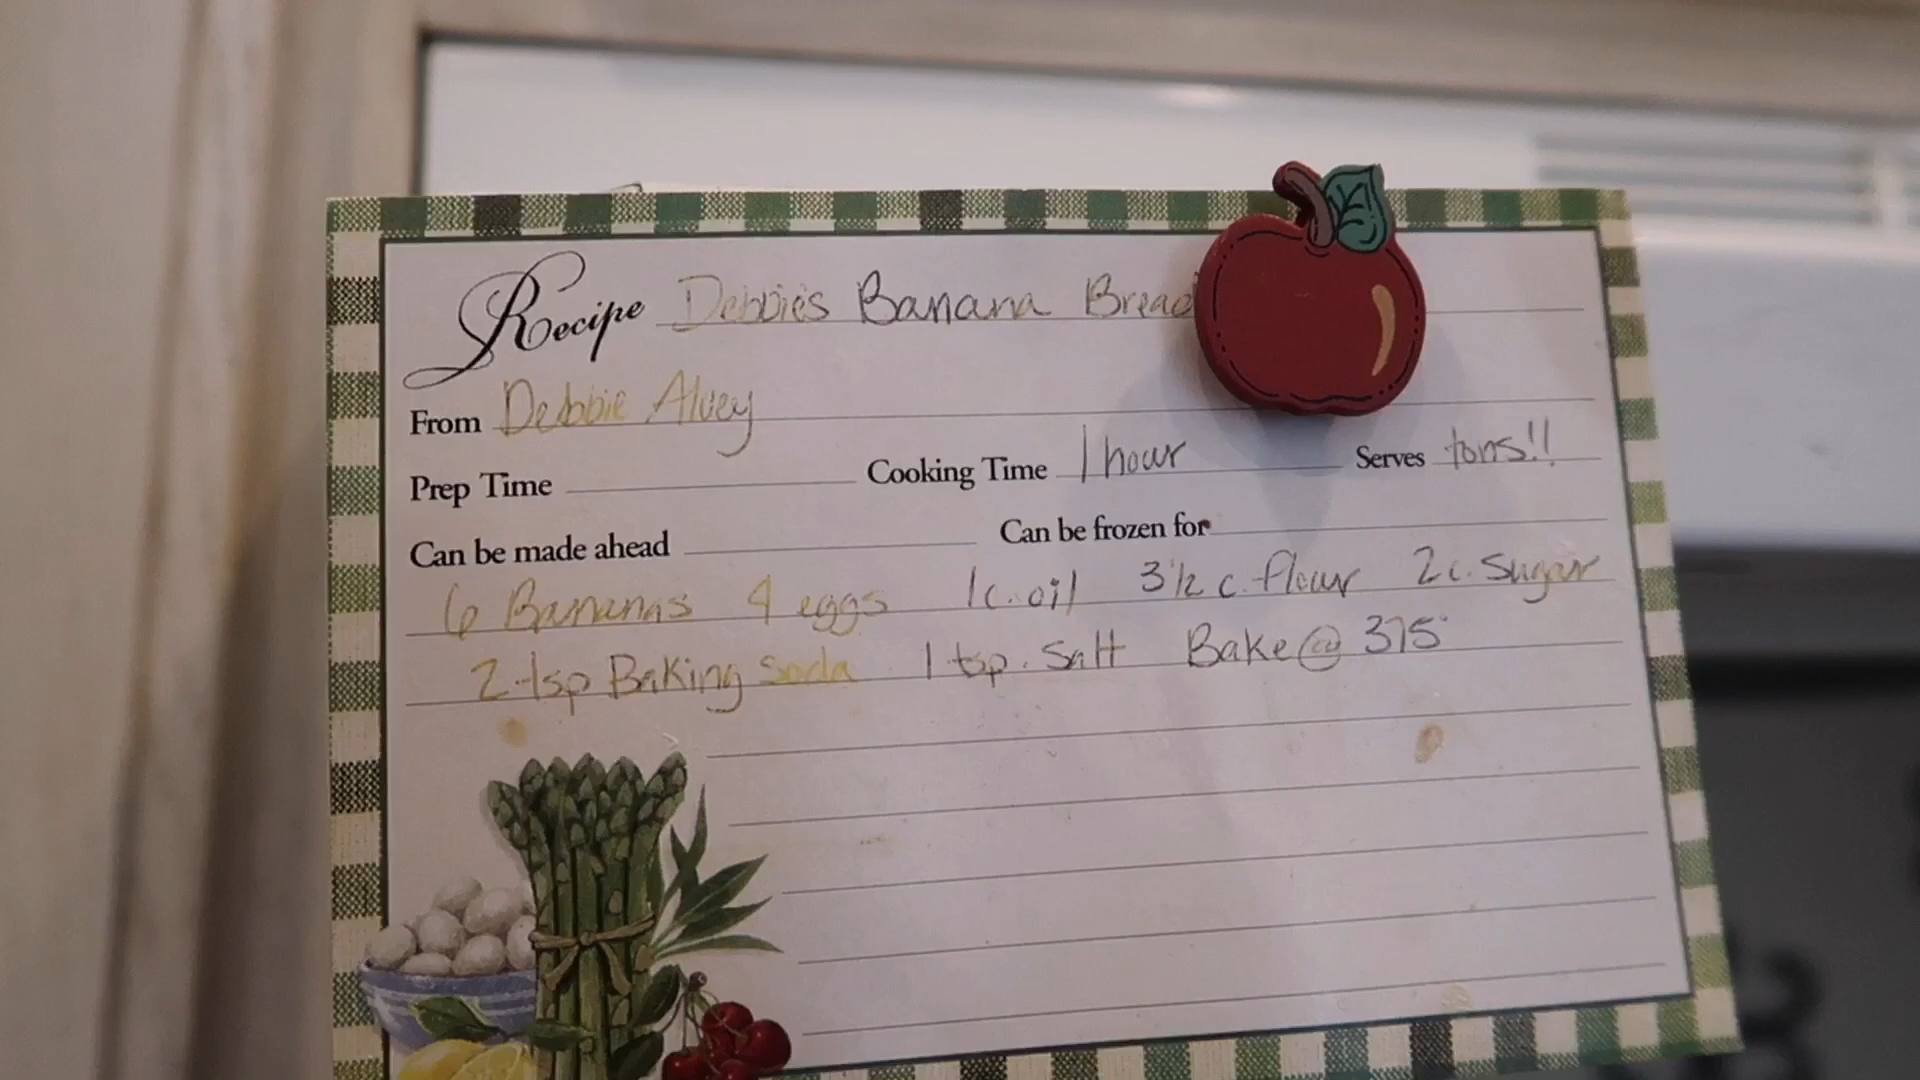 Recipe Debbie's Banana Bread
From Debbie Alvey
Prep Time Cooking Time 1 hour Serves tons!!
Can be made ahead Can be frozen for
6 Bananas 4 eggs 1 c. oil 3 1/2 c. flour 2 c. Sugar
2 tsp Baking Soda 1 tsp. Salt Bake @ 375°